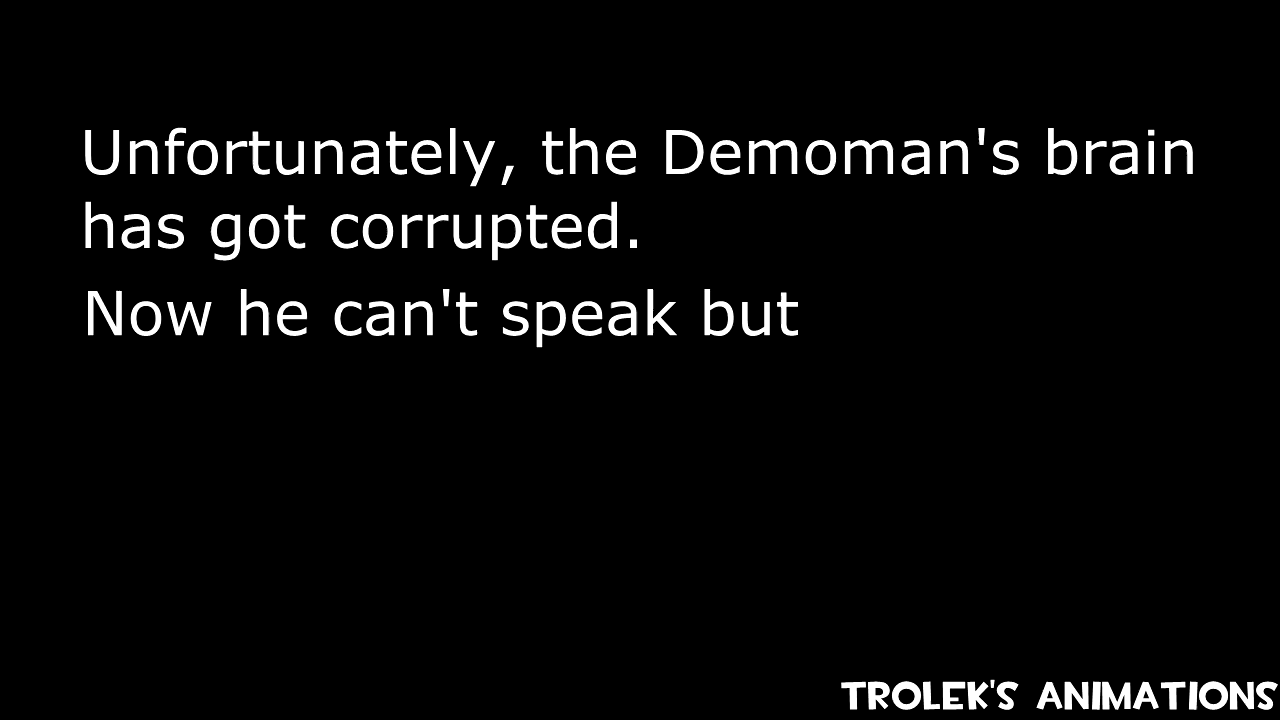 Unfortunately, the Demoman's brain
has got corrupted.
Now he can't speak but
TROLEK'S ANIMATIONS